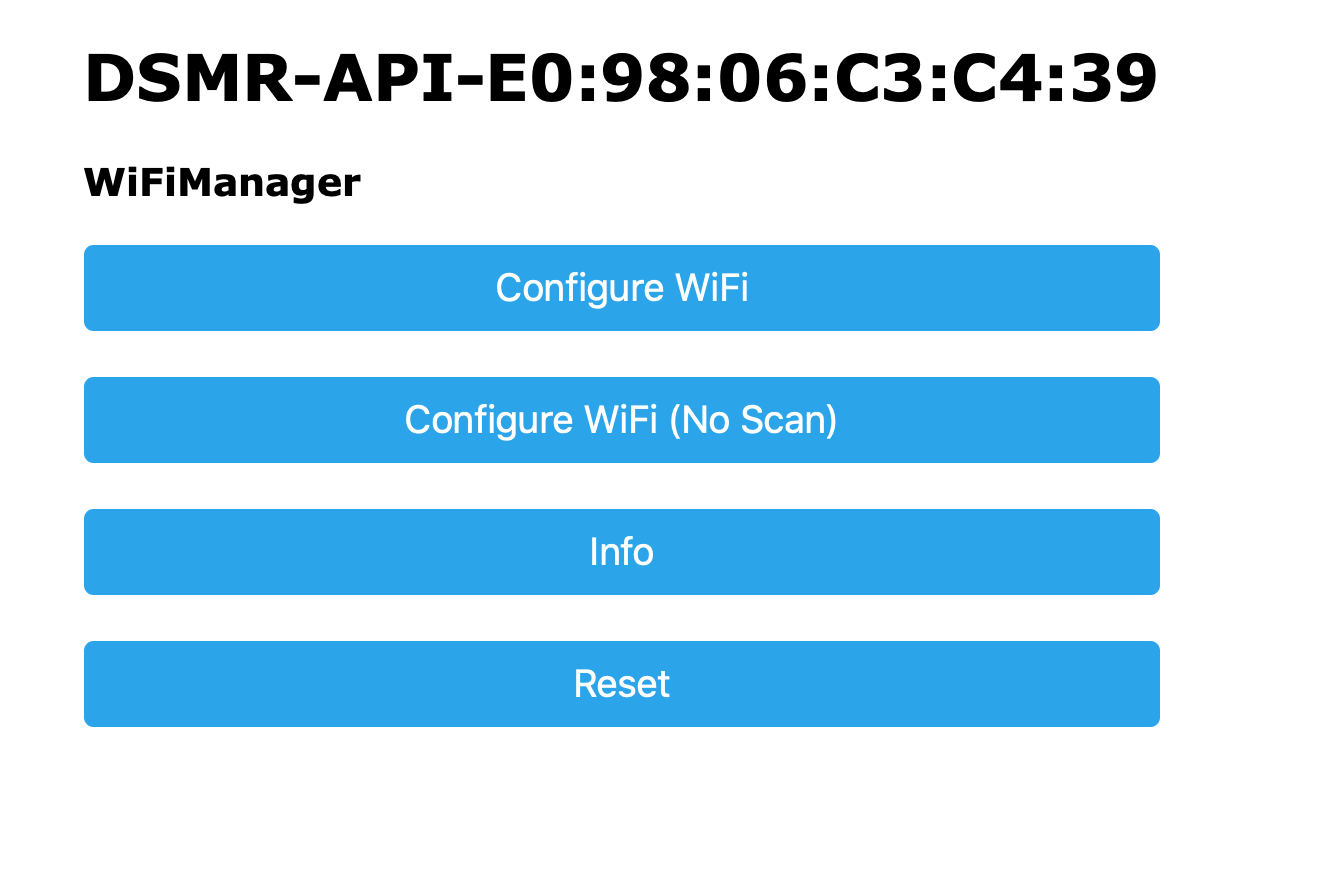 DSMR-API-E0:98:06:C3:C4:39
WiFiManager
Configure WiFi
Configure WiFi (No Scan)
Info
Reset